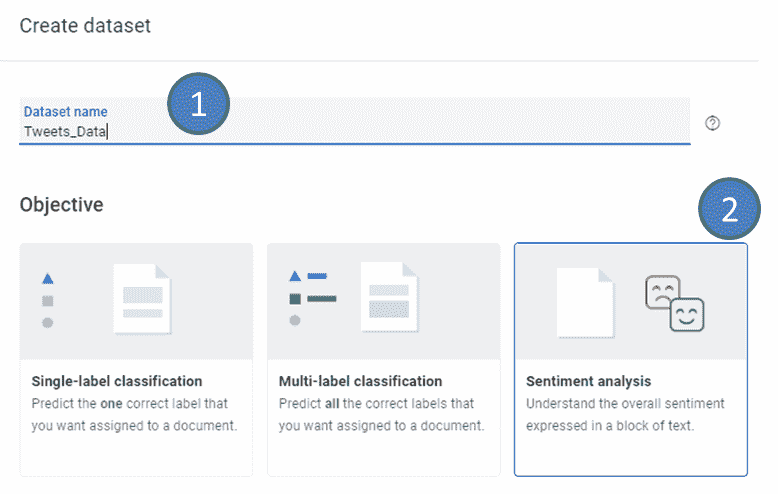 Create dataset
1
Dataset name
Tweets_Data
2
Objective
Single-label classification
Predict the one correct label that
you want assigned to a document.
Multi-label classification
Predict all the correct labels that
you want assigned to a document.
Sentiment analysis
Understand the overall sentiment
expressed in a block of text.